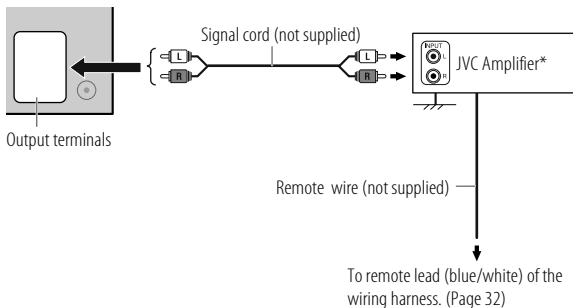 Signal cord (not supplied)
L
R
L
R
INPUT
L
R
JVC Amplifier*
Output terminals
Remote wire (not supplied)
To remote lead (blue/white) of the
wiring harness. (Page 32)